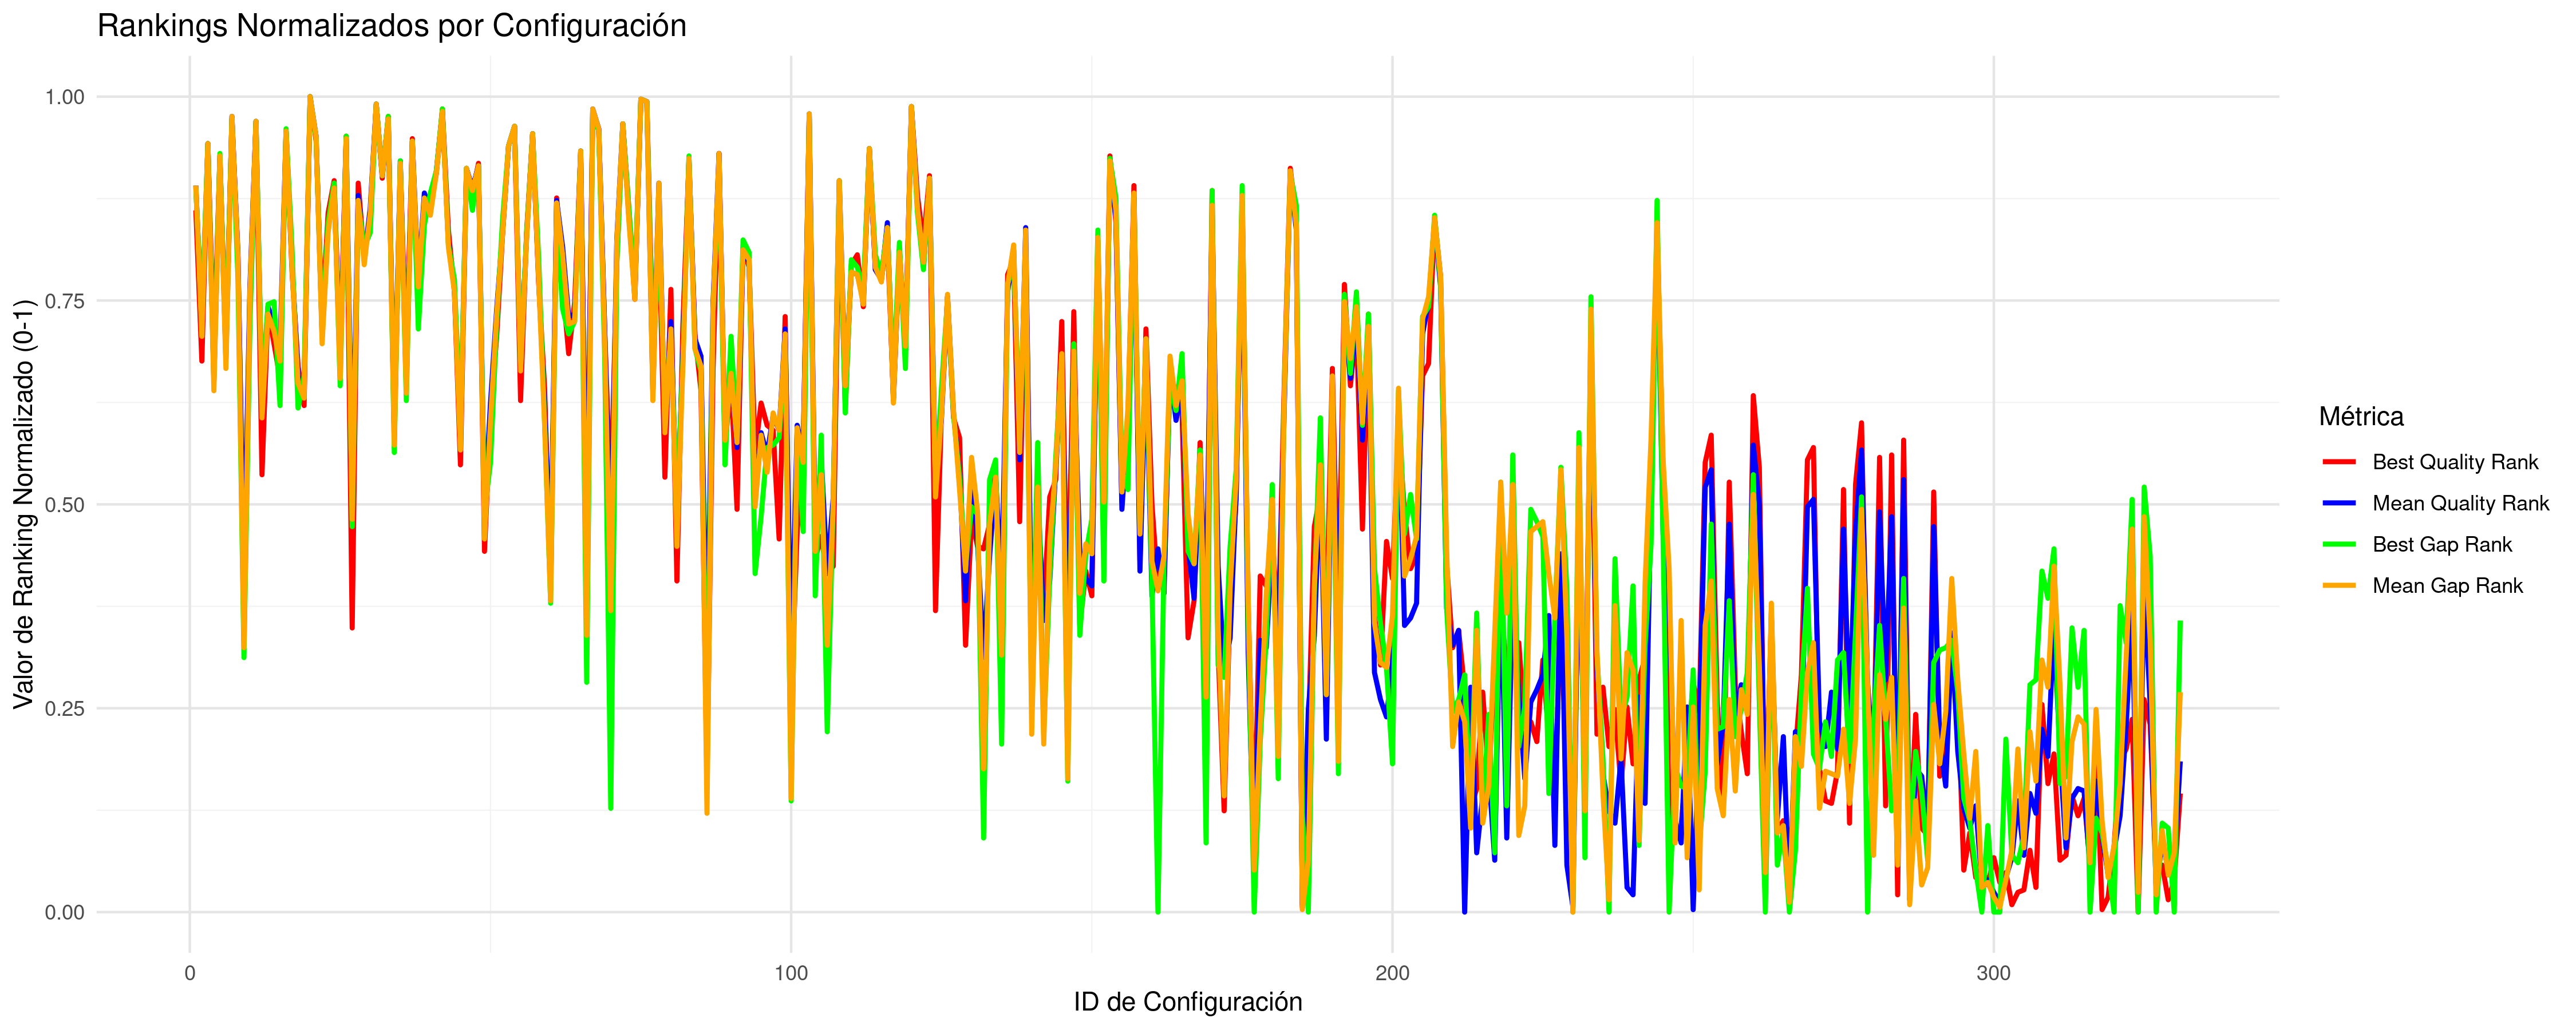 Rankings Normalizados por Configuración
Valor de Ranking Normalizado (0-1)
1.00
0.75
0.50
0.25
0.00
0
100
200
300
ID de Configuración
Métrica
Best Quality Rank
Mean Quality Rank
Best Gap Rank
Mean Gap Rank